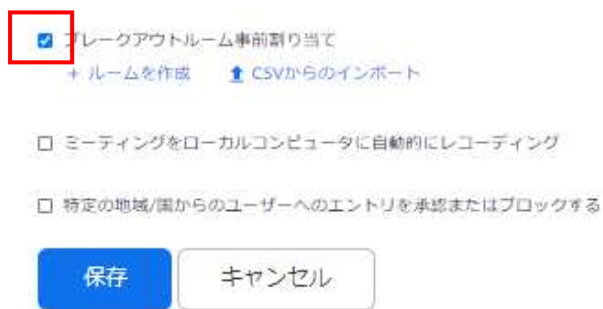 ブレークアウトルーム事前割り当て
+ ルームを作成 CSVからのインポート
ミーティングをローカルコンピュータに自動的にレコーディング
特定の地域/国からのユーザーへのエントリを承認またはブロックする
保存 キャンセル